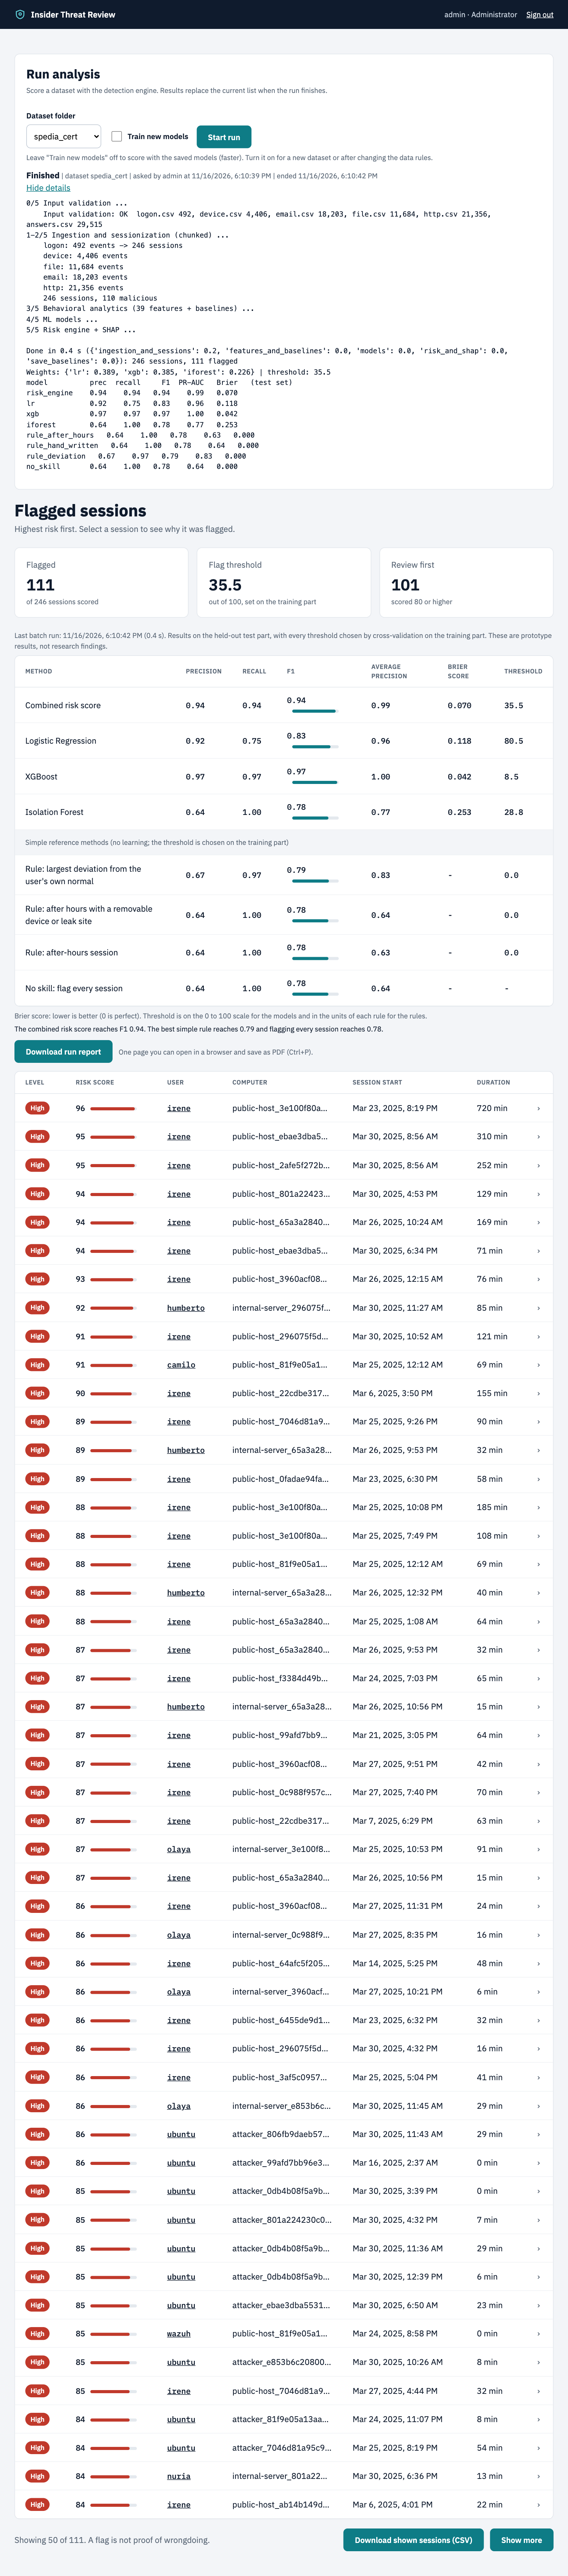 Insider Threat Review
admin · Administrator Sign out
Run analysis
Score a dataset with the detection engine. Results replace the current list when the run finishes.
Dataset folder
spedia_cert Train new models Start run
Leave "Train new models" off to score with the saved models (faster). Turn it on for a new dataset or after changing the data rules.
Finished | dataset spedia_cert | asked by admin at 11/16/2026, 6:10:39 PM | ended 11/16/2026, 6:10:42 PM
Hide details
0/5 Input validation ...
Input validation: OK logon.csv 492, device.csv 4,406, email.csv 18,203, file.csv 11,684, http.csv 21,356,
answers.csv 29,515
1-2/5 Ingestion and sessionization (chunked) ...
logon: 492 events -> 246 sessions
device: 4,406 events
file: 11,684 events
email: 18,203 events
http: 21,356 events
246 sessions, 110 malicious
3/5 Behavioral analytics (39 features + baselines) ...
4/5 ML models ...
5/5 Risk engine + SHAP ...
Done in 0.4 s ({'ingestion_and_sessions': 0.2, 'features_and_baselines': 0.0, 'models': 0.0, 'risk_and_shap': 0.0,
'save_baselines': 0.0}): 246 sessions, 111 flagged
Weights: {'lr': 0.389, 'xgb': 0.385, 'iforest': 0.226} | threshold: 35.5
model prec recall F1 PR-AUC Brier (test set)
risk_engine 0.94 0.94 0.94 0.99 0.070
lr 0.92 0.75 0.83 0.96 0.118
xgb 0.97 0.97 0.97 1.00 0.042
iforest 0.64 1.00 0.78 0.77 0.253
rule_after_hours 0.64 1.00 0.78 0.63 0.000
rule_hand_written 0.64 1.00 0.78 0.64 0.000
rule_deviation 0.67 0.97 0.79 0.83 0.000
no_skill 0.64 1.00 0.78 0.64 0.000
Flagged sessions
Highest risk first. Select a session to see why it was flagged.
Flagged Flag threshold Review first
111 35.5 101
of 246 sessions scored out of 100, set on the training part scored 80 or higher
Last batch run: 11/16/2026, 6:10:42 PM (0.4 s). Results on the held-out test part, with every threshold chosen by cross-validation on the training part. These are prototype
results, not research findings.
METHOD PRECISION RECALL F1 AVERAGE PRECISION BRIER SCORE THRESHOLD
Combined risk score 0.94 0.94 0.94 0.99 0.070 35.5
Logistic Regression 0.92 0.75 0.83 0.96 0.118 80.5
XGBoost 0.97 0.97 0.97 1.00 0.042 8.5
Isolation Forest 0.64 1.00 0.78 0.77 0.253 28.8
Simple reference methods (no learning; the threshold is chosen on the training part)
Rule: largest deviation from the user's own normal 0.67 0.97 0.79 0.83 - 0.0
Rule: after hours with a removable device or leak site 0.64 1.00 0.78 0.64 - 0.0
Rule: after-hours session 0.64 1.00 0.78 0.63 - 0.0
No skill: flag every session 0.64 1.00 0.78 0.64 - -
Brier score: lower is better (0 is perfect). Threshold is on the 0 to 100 scale for the models and in the units of each rule for the rules.
The combined risk score reaches F1 0.94. The best simple rule reaches 0.79 and flagging every session reaches 0.78.
Download run report One page you can open in a browser and save as PDF (Ctrl+P).
LEVEL RISK SCORE USER COMPUTER SESSION START DURATION
High 96 irene public-host_3e100f80a... Mar 23, 2025, 8:19 PM 720 min ›
High 95 irene public-host_ebae3dba5... Mar 30, 2025, 8:56 AM 310 min ›
High 95 irene public-host_2afe5f272b... Mar 30, 2025, 8:56 AM 252 min ›
High 94 irene public-host_801a22423... Mar 30, 2025, 4:53 PM 129 min ›
High 94 irene public-host_65a3a2840... Mar 26, 2025, 10:24 AM 169 min ›
High 94 irene public-host_ebae3dba5... Mar 30, 2025, 6:34 PM 71 min ›
High 93 irene public-host_3960acf08... Mar 26, 2025, 12:15 AM 76 min ›
High 92 humberto internal-server_296075f... Mar 30, 2025, 11:27 AM 85 min ›
High 91 irene public-host_296075f5d... Mar 30, 2025, 10:52 AM 121 min ›
High 91 camilo public-host_81f9e05a1... Mar 25, 2025, 12:12 AM 69 min ›
High 90 irene public-host_22cdbe317... Mar 6, 2025, 3:50 PM 155 min ›
High 89 irene public-host_7046d81a9... Mar 25, 2025, 9:26 PM 90 min ›
High 89 humberto internal-server_65a3a28... Mar 26, 2025, 9:53 PM 32 min ›
High 89 irene public-host_0fadae94fa... Mar 23, 2025, 6:30 PM 58 min ›
High 88 irene public-host_3e100f80a... Mar 25, 2025, 10:08 PM 185 min ›
High 88 irene public-host_3e100f80a... Mar 25, 2025, 7:49 PM 108 min ›
High 88 irene public-host_81f9e05a1... Mar 25, 2025, 12:12 AM 69 min ›
High 88 humberto internal-server_65a3a28... Mar 26, 2025, 12:32 PM 40 min ›
High 88 irene public-host_65a3a2840... Mar 25, 2025, 1:08 AM 64 min ›
High 87 irene public-host_65a3a2840... Mar 26, 2025, 9:53 PM 32 min ›
High 87 irene public-host_f3384d49b... Mar 24, 2025, 7:03 PM 65 min ›
High 87 humberto internal-server_65a3a28... Mar 26, 2025, 10:56 PM 15 min ›
High 87 irene public-host_99afd7bb9... Mar 21, 2025, 3:05 PM 64 min ›
High 87 irene public-host_3960acf08... Mar 27, 2025, 9:51 PM 42 min ›
High 87 irene public-host_0c988f957c... Mar 27, 2025, 7:40 PM 70 min ›
High 87 irene public-host_22cdbe317... Mar 7, 2025, 6:29 PM 63 min ›
High 87 olaya internal-server_3e100f8... Mar 25, 2025, 10:53 PM 91 min ›
High 87 irene public-host_65a3a2840... Mar 26, 2025, 10:56 PM 15 min ›
High 86 irene public-host_3960acf08... Mar 27, 2025, 11:31 PM 24 min ›
High 86 olaya internal-server_0c988f9... Mar 27, 2025, 8:35 PM 16 min ›
High 86 irene public-host_64afc5f205... Mar 14, 2025, 5:25 PM 48 min ›
High 86 olaya internal-server_3960acf... Mar 27, 2025, 10:21 PM 6 min ›
High 86 irene public-host_6455de9d1... Mar 23, 2025, 6:32 PM 32 min ›
High 86 irene public-host_296075f5d... Mar 30, 2025, 4:32 PM 16 min ›
High 86 irene public-host_3af5c0957... Mar 25, 2025, 5:04 PM 41 min ›
High 86 olaya internal-server_e853b6c... Mar 30, 2025, 11:45 AM 29 min ›
High 86 ubuntu attacker_806fb9daeb57... Mar 30, 2025, 11:43 AM 29 min ›
High 86 ubuntu attacker_99afd7bb96e3... Mar 16, 2025, 2:37 AM 0 min ›
High 85 ubuntu attacker_0db4b08f5a9b... Mar 30, 2025, 3:39 PM 0 min ›
High 85 ubuntu attacker_801a224230c0... Mar 30, 2025, 4:32 PM 7 min ›
High 85 ubuntu attacker_0db4b08f5a9b... Mar 30, 2025, 11:36 AM 29 min ›
High 85 ubuntu attacker_0db4b08f5a9b... Mar 30, 2025, 12:39 PM 6 min ›
High 85 ubuntu attacker_ebae3dba5531... Mar 30, 2025, 6:50 AM 23 min ›
High 85 wazuh public-host_81f9e05a1... Mar 24, 2025, 8:58 PM 0 min ›
High 85 ubuntu attacker_e853b6c20800... Mar 30, 2025, 10:26 AM 8 min ›
High 85 irene public-host_7046d81a9... Mar 27, 2025, 4:44 PM 32 min ›
High 84 ubuntu attacker_81f9e05a13aa... Mar 24, 2025, 11:07 PM 8 min ›
High 84 ubuntu attacker_7046d81a95c9... Mar 25, 2025, 8:19 PM 54 min ›
High 84 nuria internal-server_801a22... Mar 30, 2025, 6:36 PM 13 min ›
High 84 irene public-host_ab14b149d... Mar 6, 2025, 4:01 PM 22 min ›
Showing 50 of 111. A flag is not proof of wrongdoing. Download shown sessions (CSV) Show more